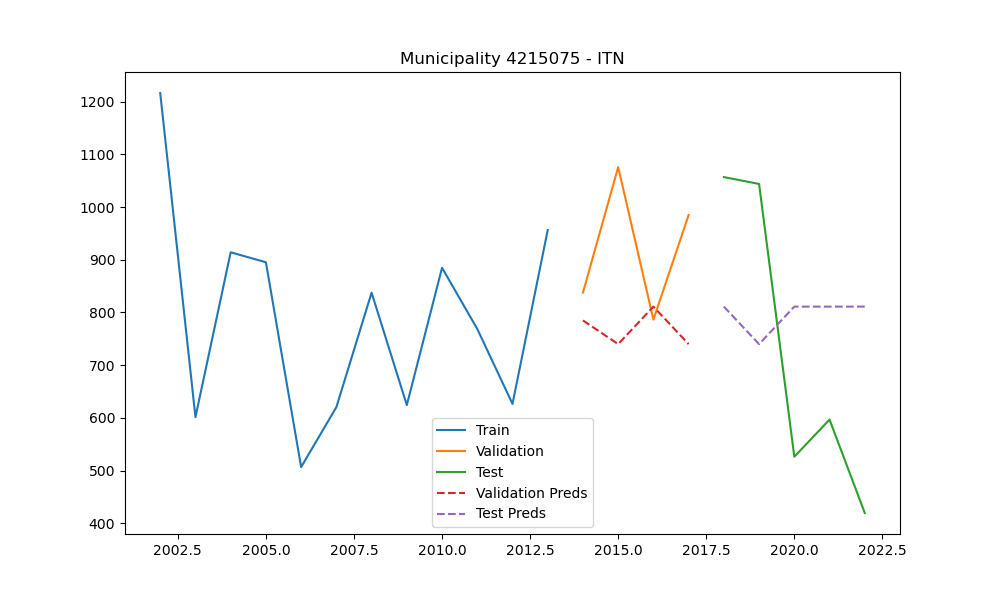 Municipality 4215075 - ITN
1200
1100
1000
900
800
700
600
500
400
Train
Validation
Test
Validation Preds
Test Preds
2002.5 2005.0 2007.5 2010.0 2012.5 2015.0 2017.5 2020.0 2022.5